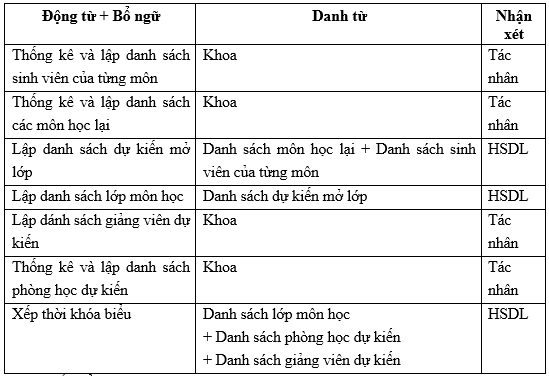 Động từ + Bổ ngữ Danh từ Nhận
xét
Thống kê và lập danh sách Khoa Tác
sinh viên của từng môn nhân
Thống kê và lập danh sách Khoa Tác
các môn học lại nhân
Lập danh sách dự kiến mở Danh sách môn học lại + Danh sách sinh HSDL
lớp viên của từng môn
Lập danh sách lớp môn học Danh sách dự kiến mở lớp HSDL
Lập dánh sách giảng viên dự Khoa Tác
kiến nhân
Thống kê và lập danh sách Khoa Tác
phòng học dự kiến nhân
Xếp thời khóa biểu Danh sách lớp môn học HSDL
+ Danh sách phòng học dự kiến
+ Danh sách giảng viên dự kiến